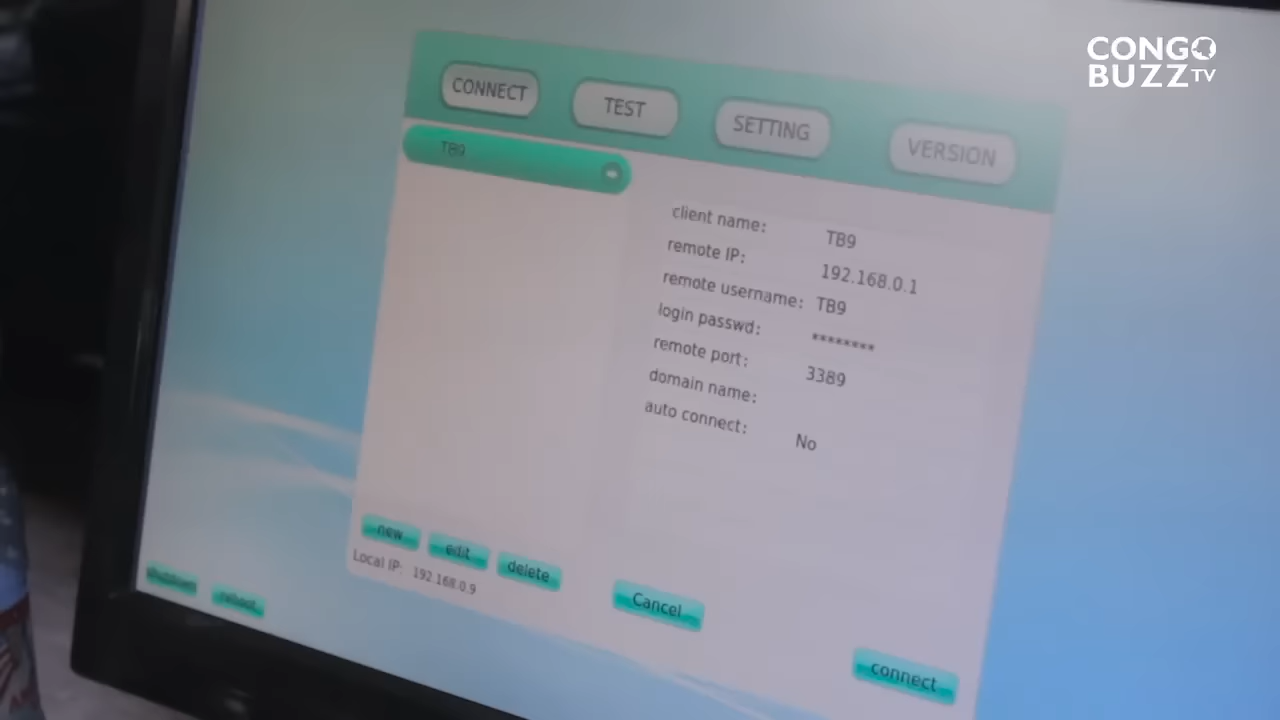 CONGO
BUZZ TV
CONNECT
TEST
SETTING
VERSION
TB9
client name: TB9
remote IP: 192.168.0.1
remote username: TB9
login passwd: ********
remote port: 3389
domain name:
auto connect: No
new
edit
delete
Local IP: 192.168.0.9
Cancel
connect
shutdown
reboot